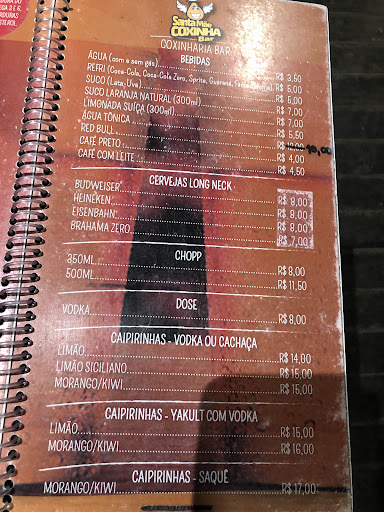 Santa Mãe
COXINHA
Bar
COXINHARIA BAR
BEBIDAS
ÁGUA (com e sem gás) R$ 3,50
REFRI (Coca-Cola, Coca-Cola Zero, Sprite, Guaraná, R$ 5,00
SUCO (Lata-Uva) R$ 5,00
SUCO LARANJA NATURAL (300ml) R$ 7,00
LIMONADA SUÍÇA (300ml) R$ 7,00
ÁGUA TÔNICA R$ 5,50
RED BULL R$ 10,00
CAFÉ PRETO R$ 4,00
CAFÉ COM LEITE R$ 4,50
CERVEJAS LONG NECK
BUDWEISER R$ 8,00
HEINEKEN R$ 8,00
EISENBAHN R$ 8,00
BRAHAMA ZERO R$ 7,00
CHOPP
350ML R$ 8,00
500ML R$ 11,50
DOSE
VODKA R$ 8,00
CAIPIRINHAS - VODKA OU CACHAÇA
LIMÃO R$ 14,00
LIMÃO SICILIANO R$ 15,00
MORANGO/KIWI R$ 15,00
CAIPIRINHAS - YAKULT COM VODKA
LIMÃO R$ 15,00
MORANGO/KIWI R$ 16,00
CAIPIRINHAS - SAQUÊ
MORANGO/KIWI R$ 17,00